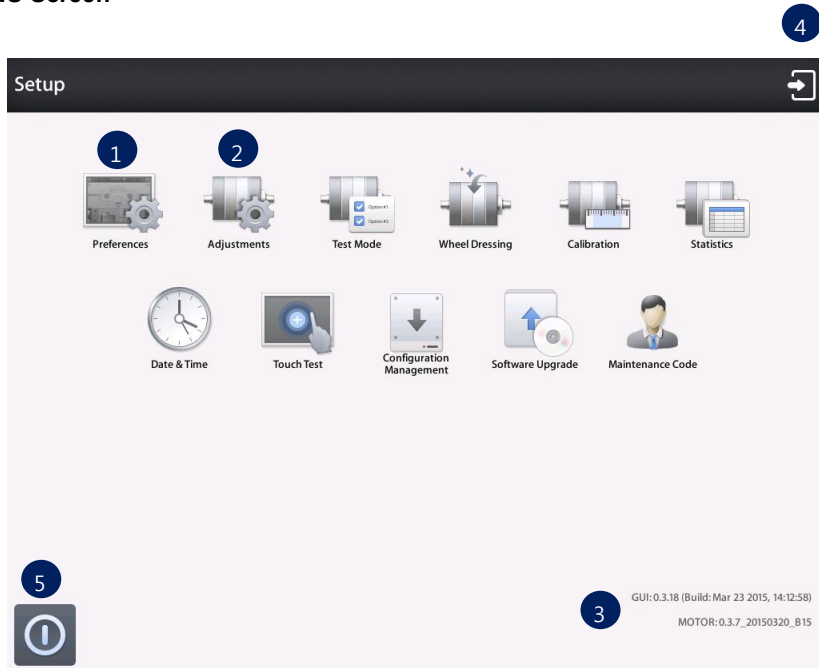 Screen
4
Setup
1
2
Option #1
Option #2
Preferences
Adjustments
Test Mode
Wheel Dressing
Calibration
Statistics
Date & Time
Touch Test
Configuration
Management
Software Upgrade
Maintenance Code
5
3
GUI: 0.3.18 (Build: Mar 23 2015, 14:12:58)
MOTOR: 0.3.7_20150320_B15